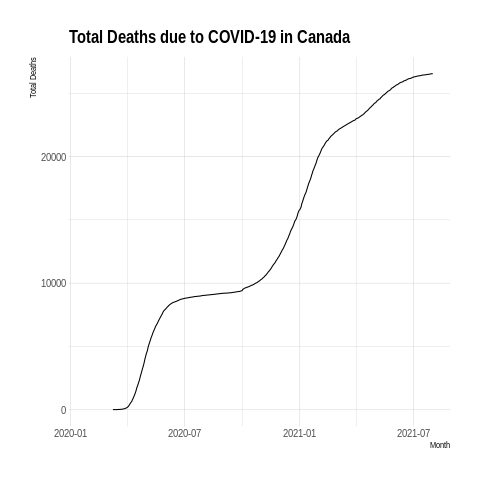 Total Deaths due to COVID-19 in Canada
Total Deaths
20000
10000
0
2020-01 2020-07 2021-01 2021-07
Month